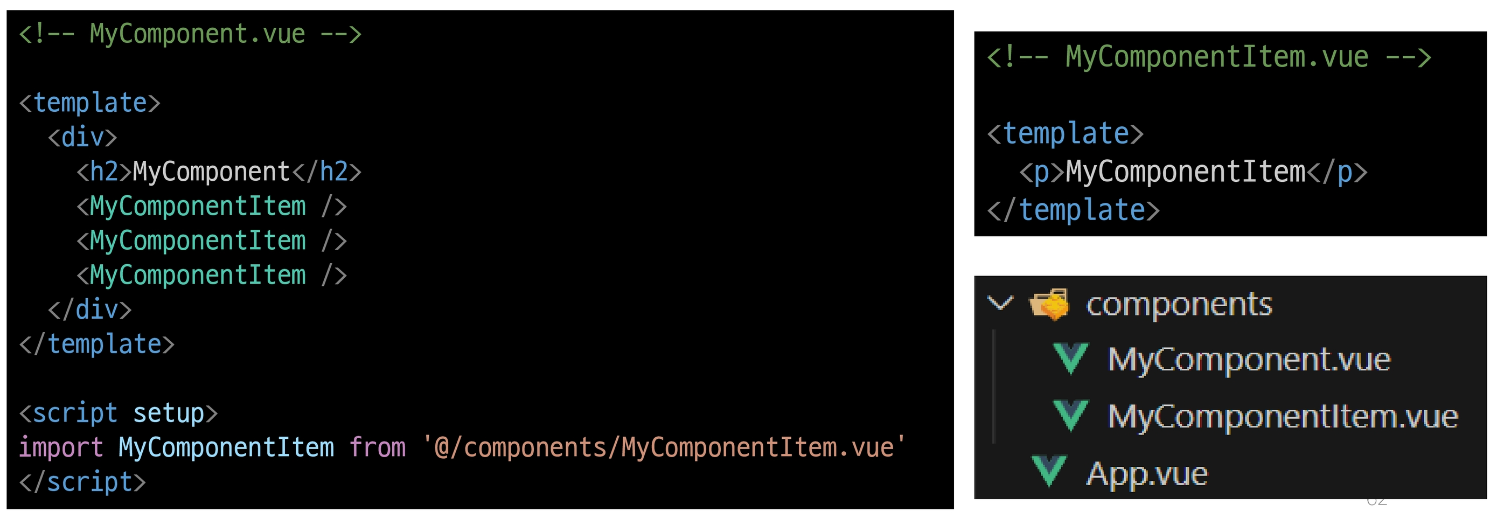 <!-- MyComponent.vue -->
<template>
  <div>
    <h2>MyComponent</h2>
    <MyComponentItem />
    <MyComponentItem />
    <MyComponentItem />
  </div>
</template>
<script setup>
import MyComponentItem from '@/components/MyComponentItem.vue'
</script>
<!-- MyComponentItem.vue -->
<template>
  <p>MyComponentItem</p>
</template>
components
MyComponent.vue
MyComponentItem.vue
App.vue
62